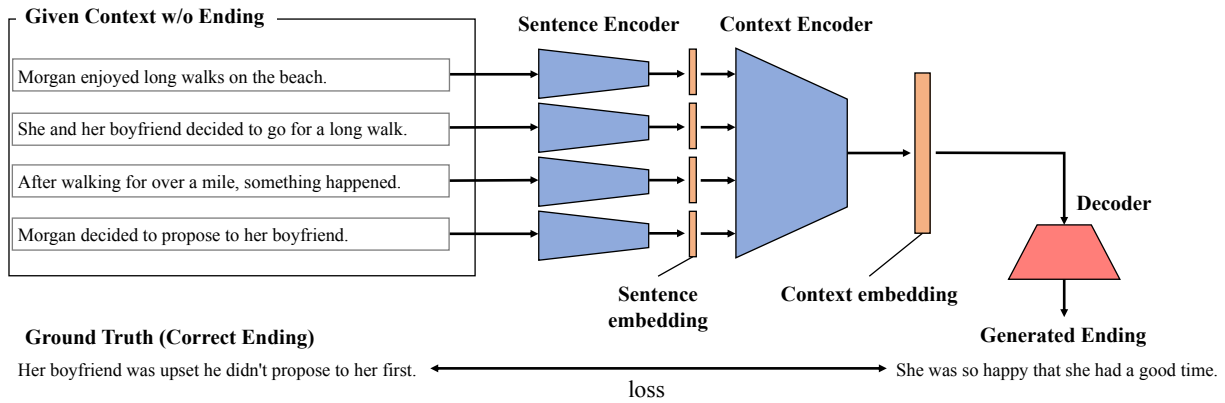 Given Context w/o Ending
Sentence Encoder
Context Encoder
Morgan enjoyed long walks on the beach.
She and her boyfriend decided to go for a long walk.
After walking for over a mile, something happened.
Morgan decided to propose to her boyfriend.
Decoder
Sentence
embedding
Context embedding
Generated Ending
Ground Truth (Correct Ending)
Her boyfriend was upset he didn't propose to her first.
She was so happy that she had a good time.
loss